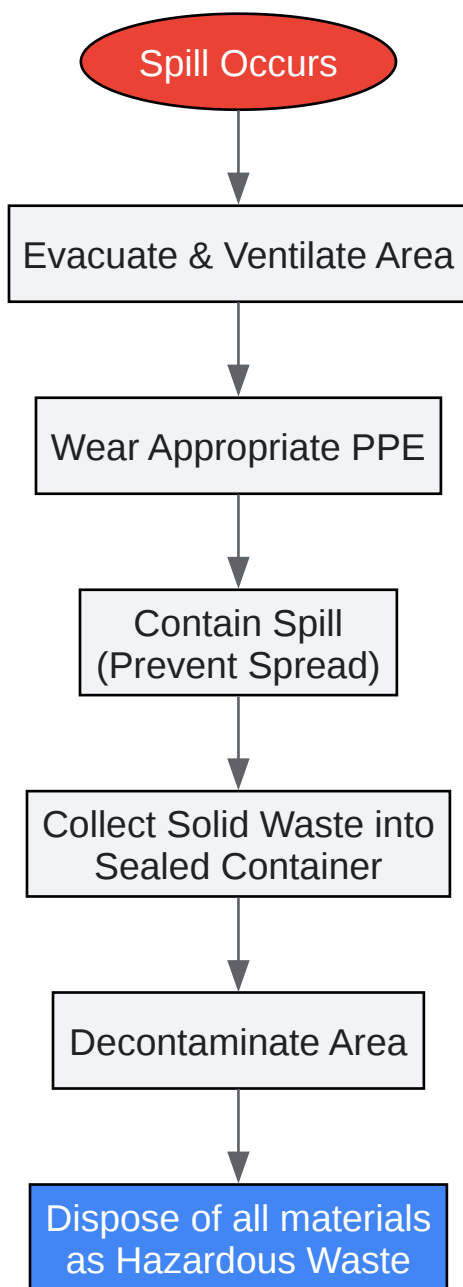 Spill Occurs
Evacuate & Ventilate Area
Wear Appropriate PPE
Contain Spill
(Prevent Spread)
Collect Solid Waste into
Sealed Container
Decontaminate Area
Dispose of all materials
as Hazardous Waste